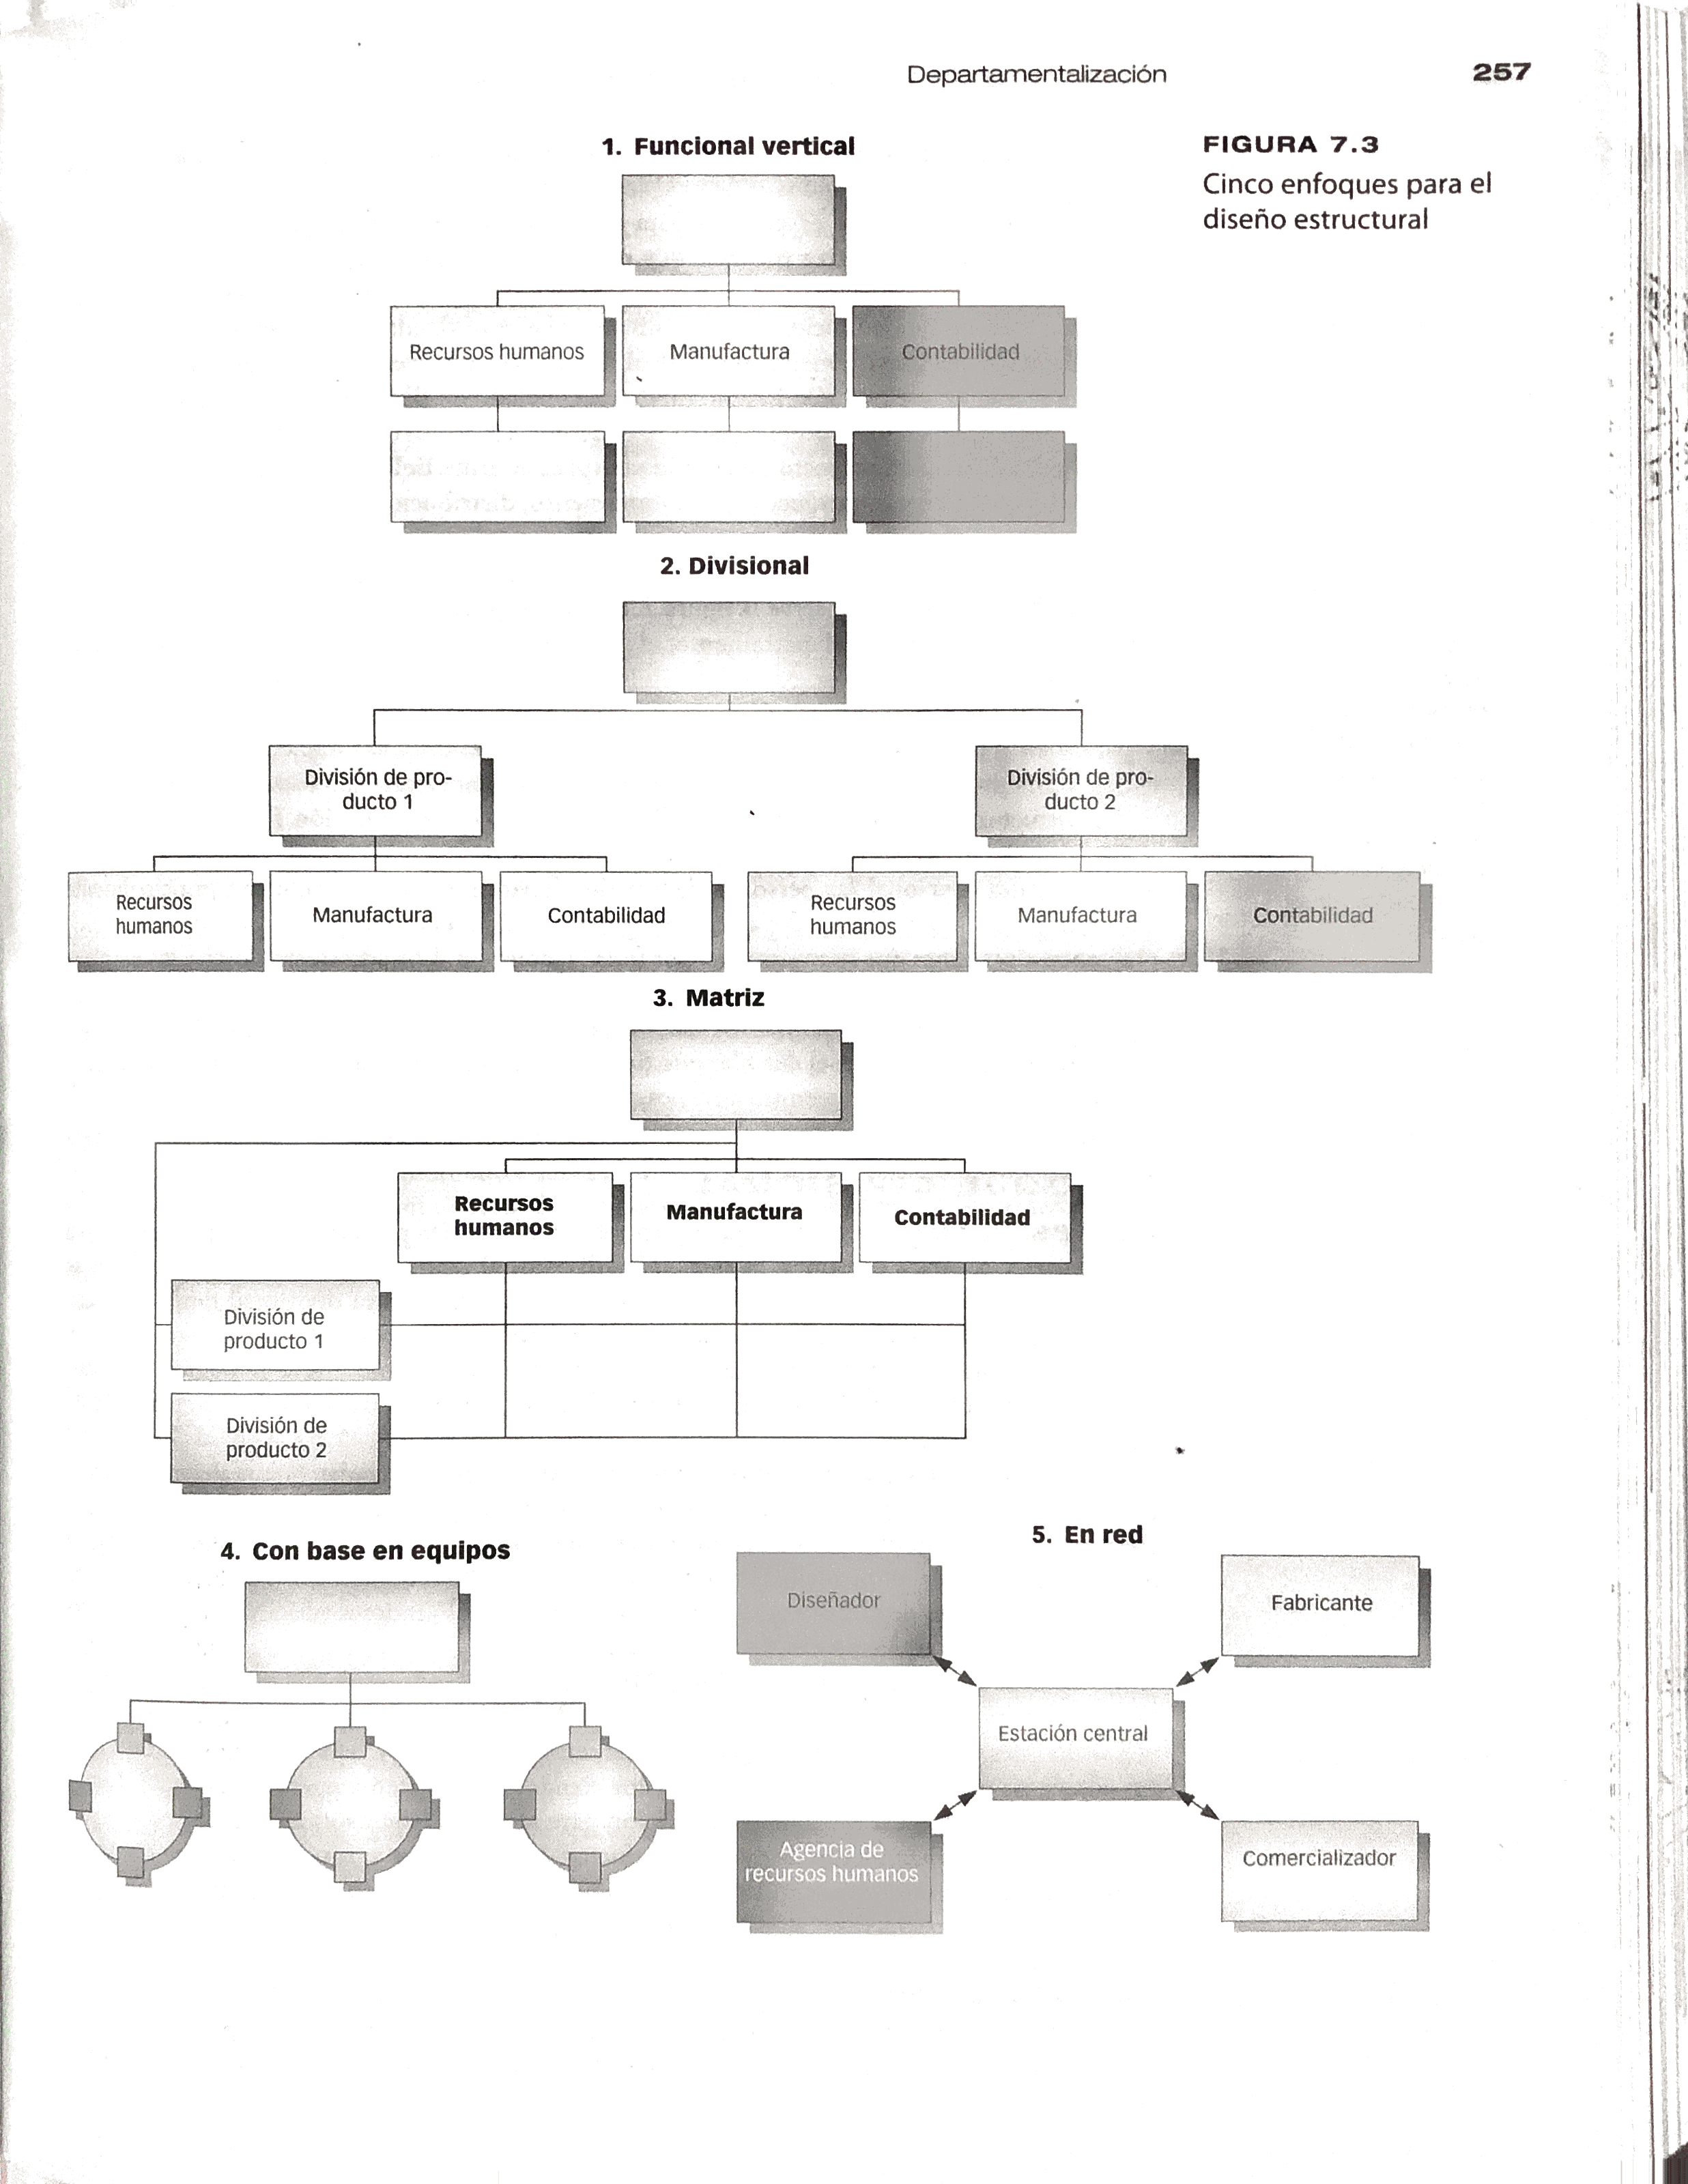 Departamentalización 257
FIGURA 7.3
Cinco enfoques para el
diseño estructural
1. Funcional vertical
Recursos humanos
Manufactura
Contabilidad
2. Divisional
División de pro-
ducto 1
División de pro-
ducto 2
Recursos
humanos
Manufactura
Contabilidad
Recursos
humanos
Manufactura
Contabilidad
3. Matriz
Recursos
humanos
Manufactura
Contabilidad
División de
producto 1
División de
producto 2
4. Con base en equipos
5. En red
Diseñador
Fabricante
Estación central
Agencia de
recursos humanos
Comercializador